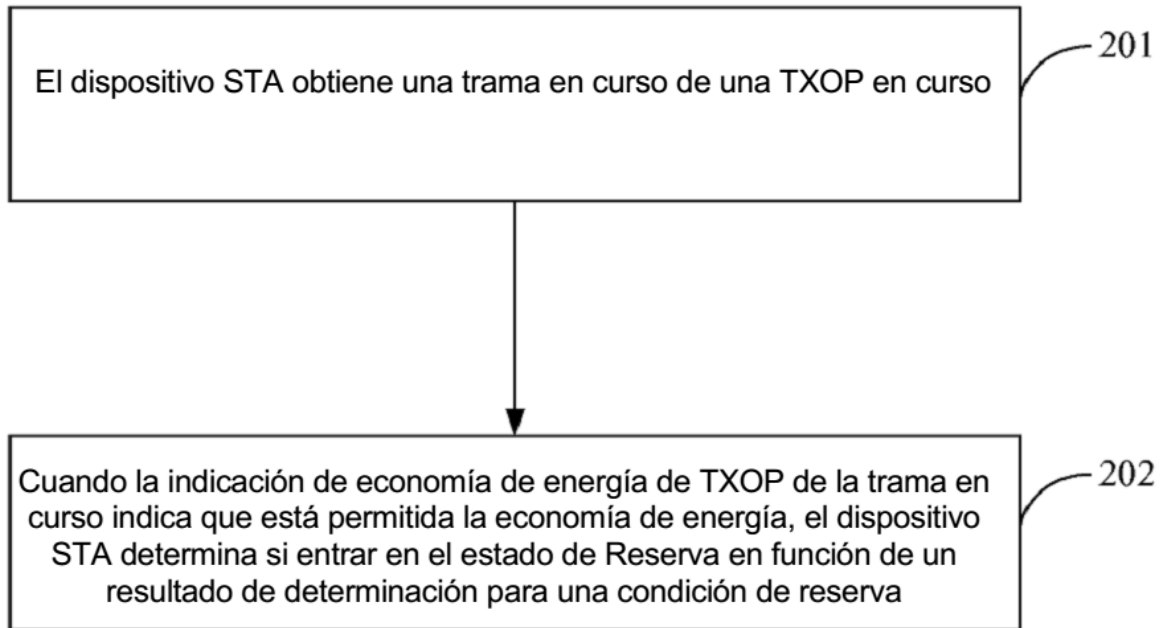 El dispositivo STA obtiene una trama en curso de una TXOP en curso
201
Cuando la indicación de economía de energía de TXOP de la trama en
curso indica que está permitida la economía de energía, el dispositivo
STA determina si entrar en el estado de Reserva en función de un
resultado de determinación para una condición de reserva
202